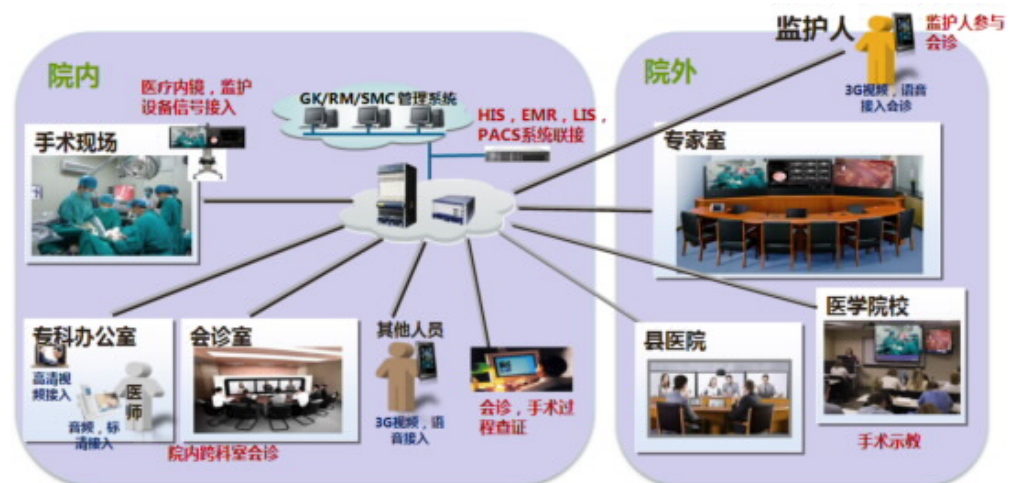 院内
医疗内镜，监护
设备信号接入
手术现场
GK/RM/SMC 管理系统
HIS，EMR，LIS，
PACS系统联接
专科办公室
高清视
频接入
医
师
音频，标
清接入
会诊室
院内跨科室会诊
其他人员
3G视频，语
音接入
会诊，手术过
程查证
院外
监护人
监护人参与
会诊
3G视频，语音
接入会诊
专家室
县医院
医学院校
手术示教